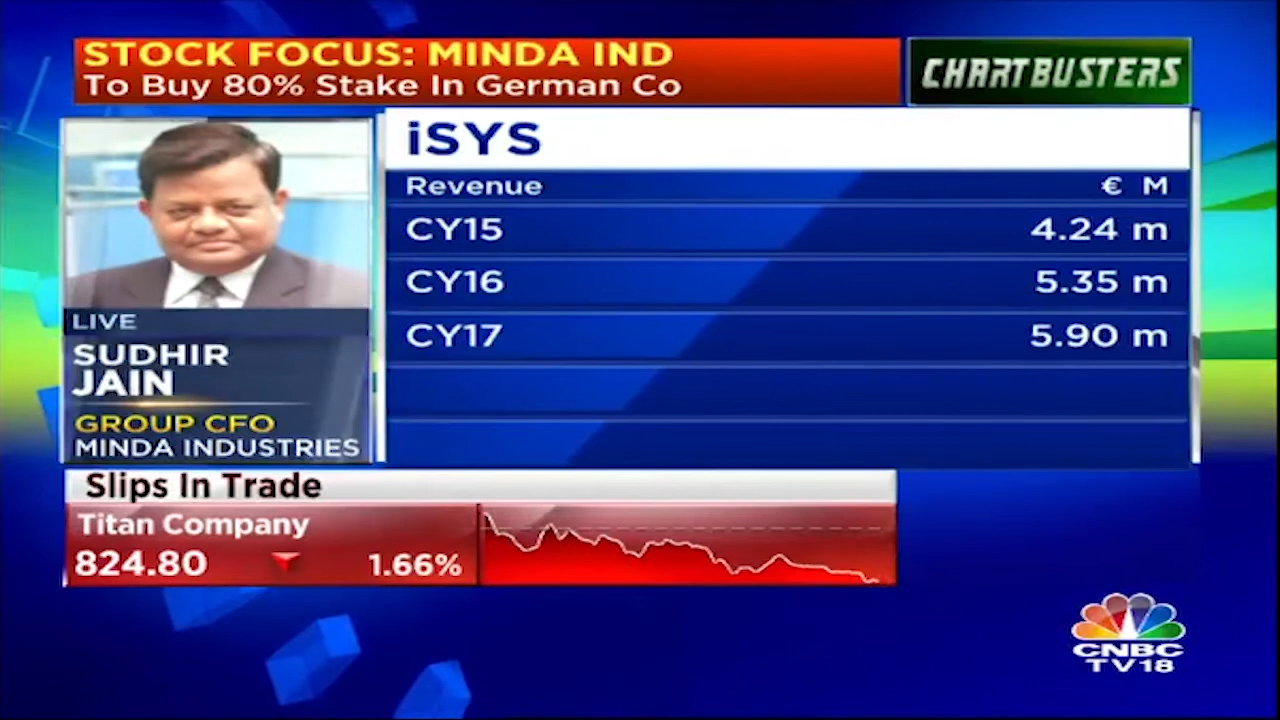 STOCK FOCUS: MINDA IND
To Buy 80% Stake In German Co
CHARTBUSTERS
iSYS
Revenue € M
CY15 4.24 m
CY16 5.35 m
CY17 5.90 m
LIVE
SUDHIR
JAIN
GROUP CFO
MINDA INDUSTRIES
Slips In Trade
Titan Company
824.80 1.66%
CNBC
TV18